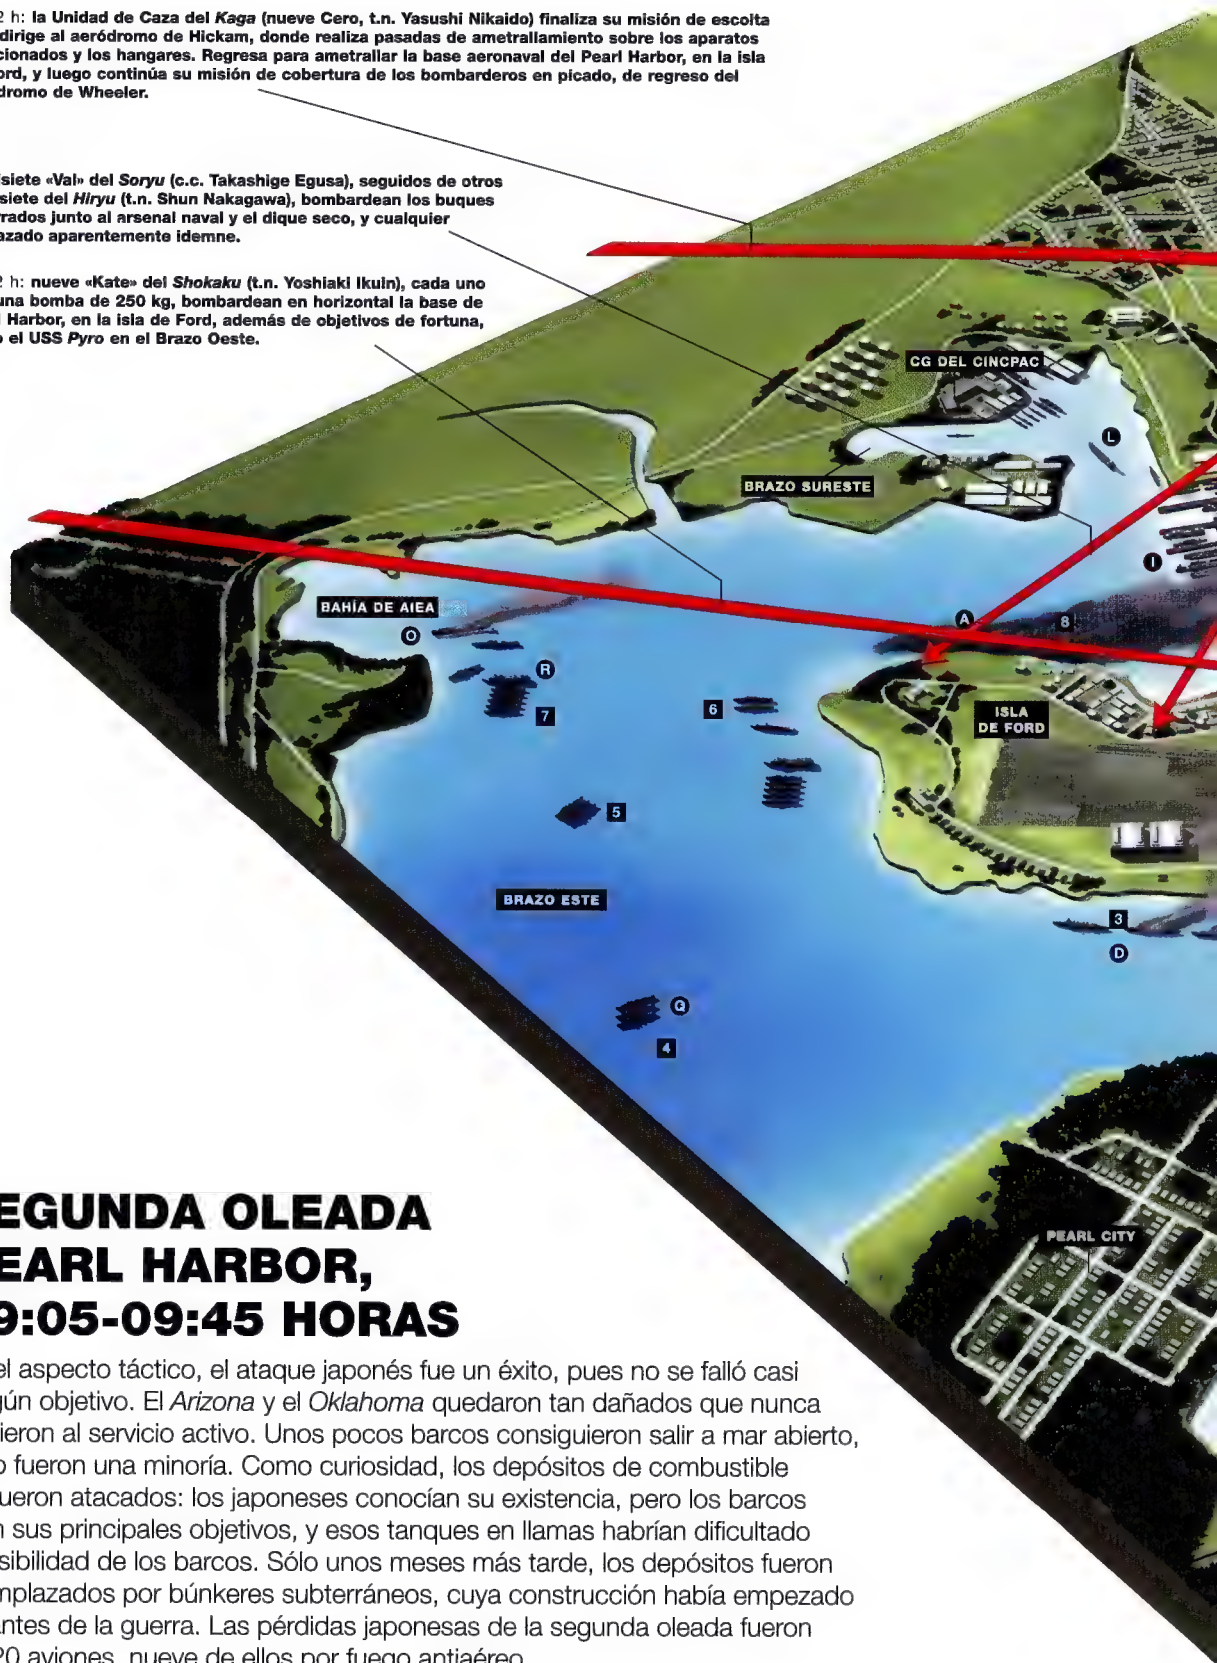 2 h: la Unidad de Caza del Kaga (nueve Cero, t.n. Yasushi Nikaido) finaliza su misión de escolta
dirige al aeródromo de Hickam, donde realiza pasadas de ametrallamiento sobre los aparatos
cionados y los hangares. Regresa para ametrallar la base aeronaval del Pearl Harbor, en la isla
ord, y luego continúa su misión de cobertura de los bombarderos en picado, de regreso del
dromo de Wheeler.
siete «Val» del Soryu (c.c. Takashige Egusa), seguidos de otros
siete del Hiryu (t.n. Shun Nakagawa), bombardean los buques
rados junto al arsenal naval y el dique seco, y cualquier
azado aparentemente idemne.
2 h: nueve «Kate» del Shokaku (t.n. Yoshiaki Ikuin), cada uno
una bomba de 250 kg, bombardean en horizontal la base de
l Harbor, en la isla de Ford, además de objetivos de fortuna,
o el USS Pyro en el Brazo Oeste.
CG DEL CINCPAC
L
BRAZO SURESTE
I
BAHÍA DE AIEA
O
A
8
R
7
6
ISLA
DE FORD
5
BRAZO ESTE
3
D
Q
4
PEARL CITY
EGUNDA OLEADA
EARL HARBOR,
9:05-09:45 HORAS
el aspecto táctico, el ataque japonés fue un éxito, pues no se falló casi
gún objetivo. El Arizona y el Oklahoma quedaron tan dañados que nunca
ieron al servicio activo. Unos pocos barcos consiguieron salir a mar abierto,
o fueron una minoría. Como curiosidad, los depósitos de combustible
ueron atacados: los japoneses conocían su existencia, pero los barcos
n sus principales objetivos, y esos tanques en llamas habrían dificultado
sibilidad de los barcos. Sólo unos meses más tarde, los depósitos fueron
mplazados por búnkeres subterráneos, cuya construcción había empezado
antes de la guerra. Las pérdidas japonesas de la segunda oleada fueron
20 aviones, nueve de ellos por fuego antiaéreo